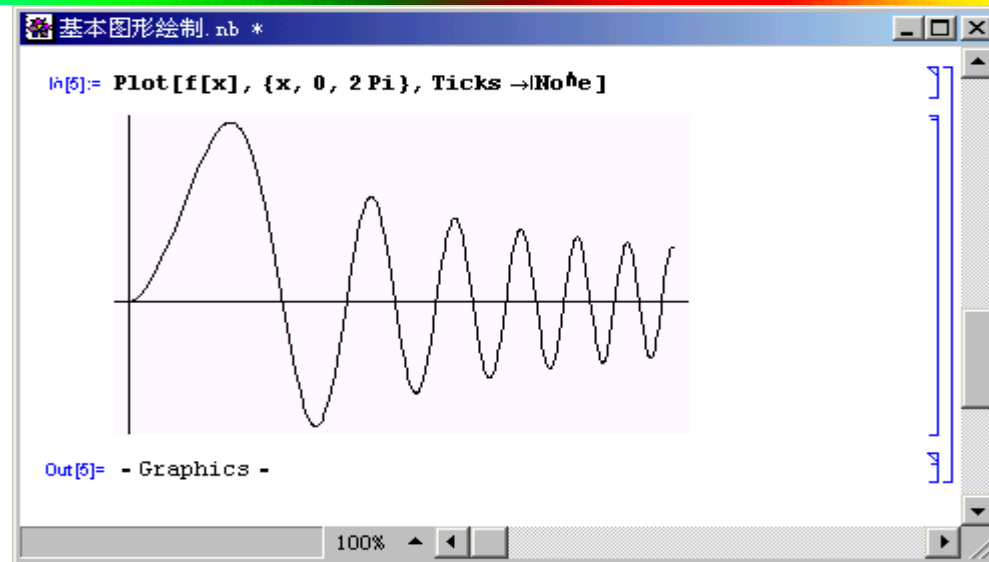 基本图形绘制.nb *
In[5]:= Plot[f[x], {x, 0, 2 Pi}, Ticks →None]
Out[5]= - Graphics -
100%